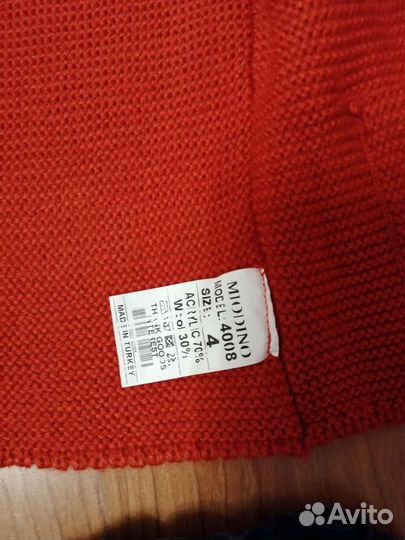 MIODINO
MODEL: 4008
SIZE: 4
ACRYLIC 70%
Wool 30%
MADE IN TURKEY
Avito